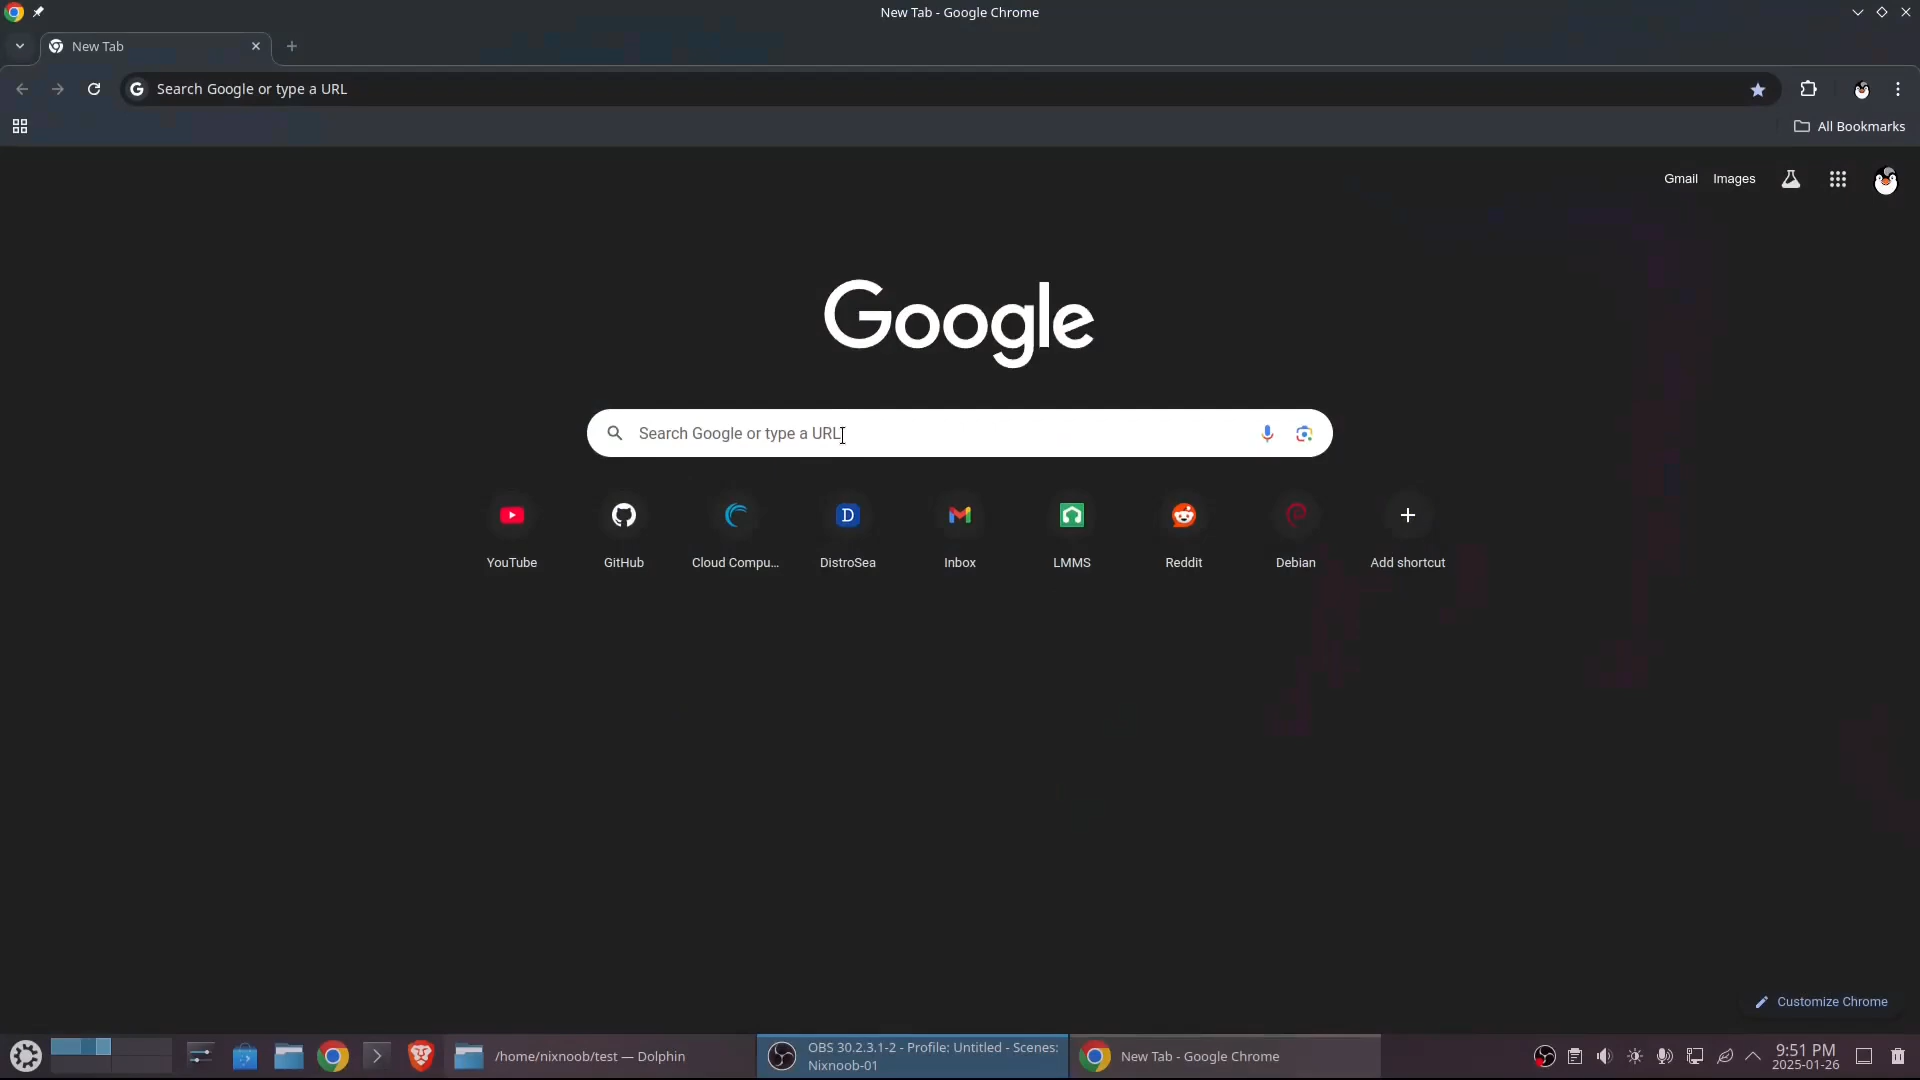 New Tab - Google Chrome
New Tab
Search Google or type a URL
All Bookmarks
Gmail Images
Google
Search Google or type a URL
YouTube GitHub Cloud Compu... DistroSea Inbox LMMS Reddit Debian Add shortcut
Customize Chrome
/home/nixnoob/test — Dolphin
OBS 30.2.3.1-2 - Profile: Untitled - Scenes:
Nixnoob-01
New Tab - Google Chrome
9:51 PM
2025-01-26